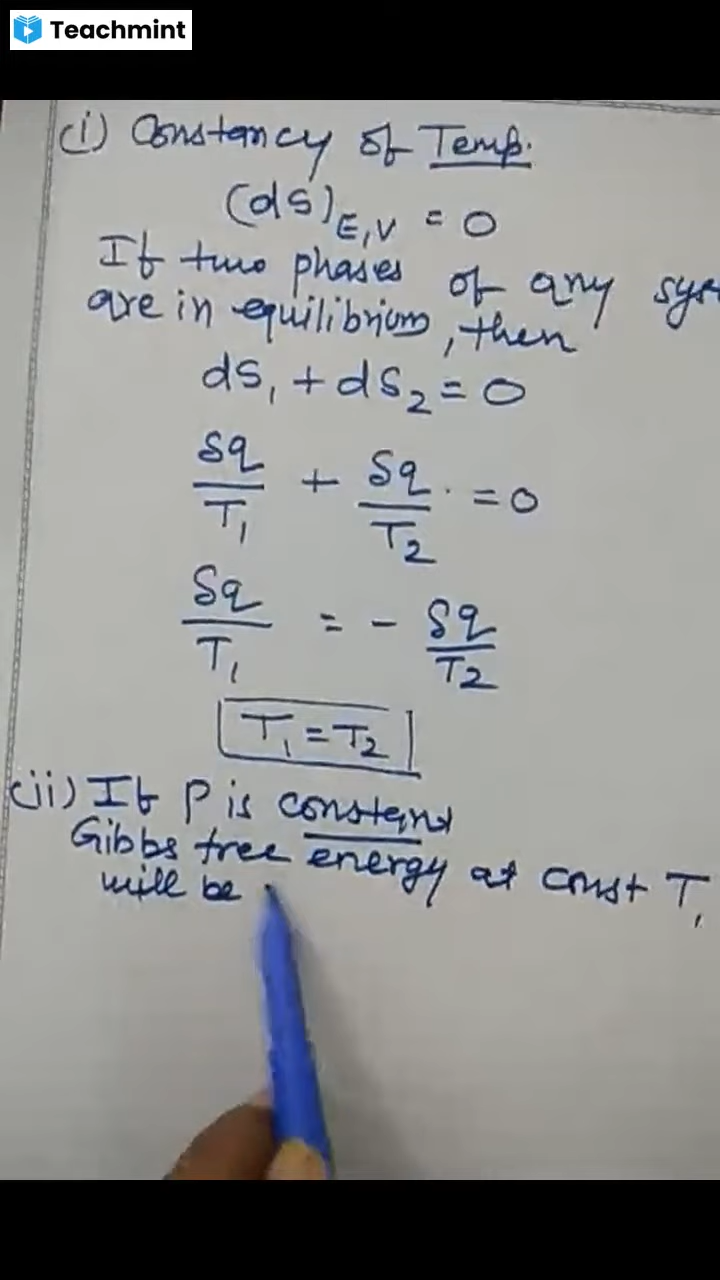 Teachmint
(i) Constancy of Temp.
(dS)E,V = 0
If two phases of any sys
are in equilibrium, then
dS₁ + dS₂ = 0
δq/T₁ + δq/T₂ = 0
δq/T₁ = - δq/T₂
T₁ = T₂
(ii) If P is constant
Gibbs free energy at const T,
will be